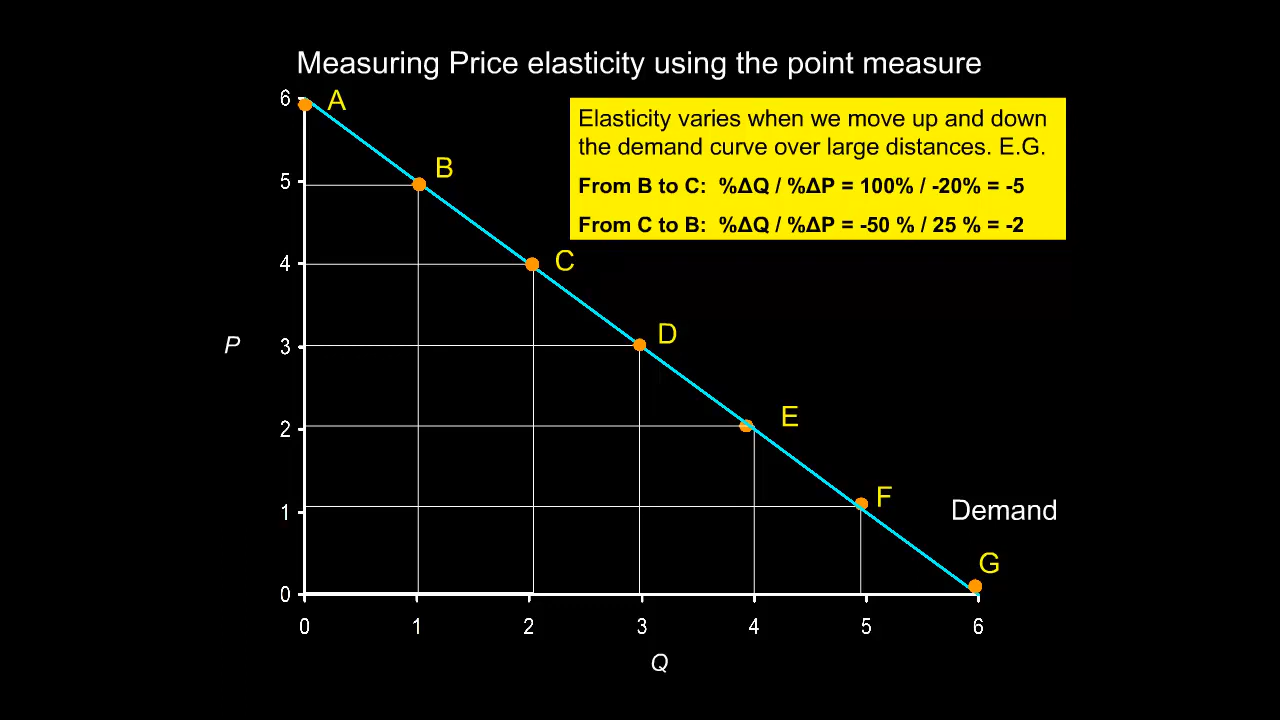 Measuring Price elasticity using the point measure
6
A
Elasticity varies when we move up and down
the demand curve over large distances. E.G.
From B to C:  %ΔQ / %ΔP = 100% / -20% = -5
From C to B:  %ΔQ / %ΔP = -50 % / 25 % = -2
B
5
4
C
D
P
3
E
2
F
Demand
1
G
0
0 1 2 3 4 5 6
Q